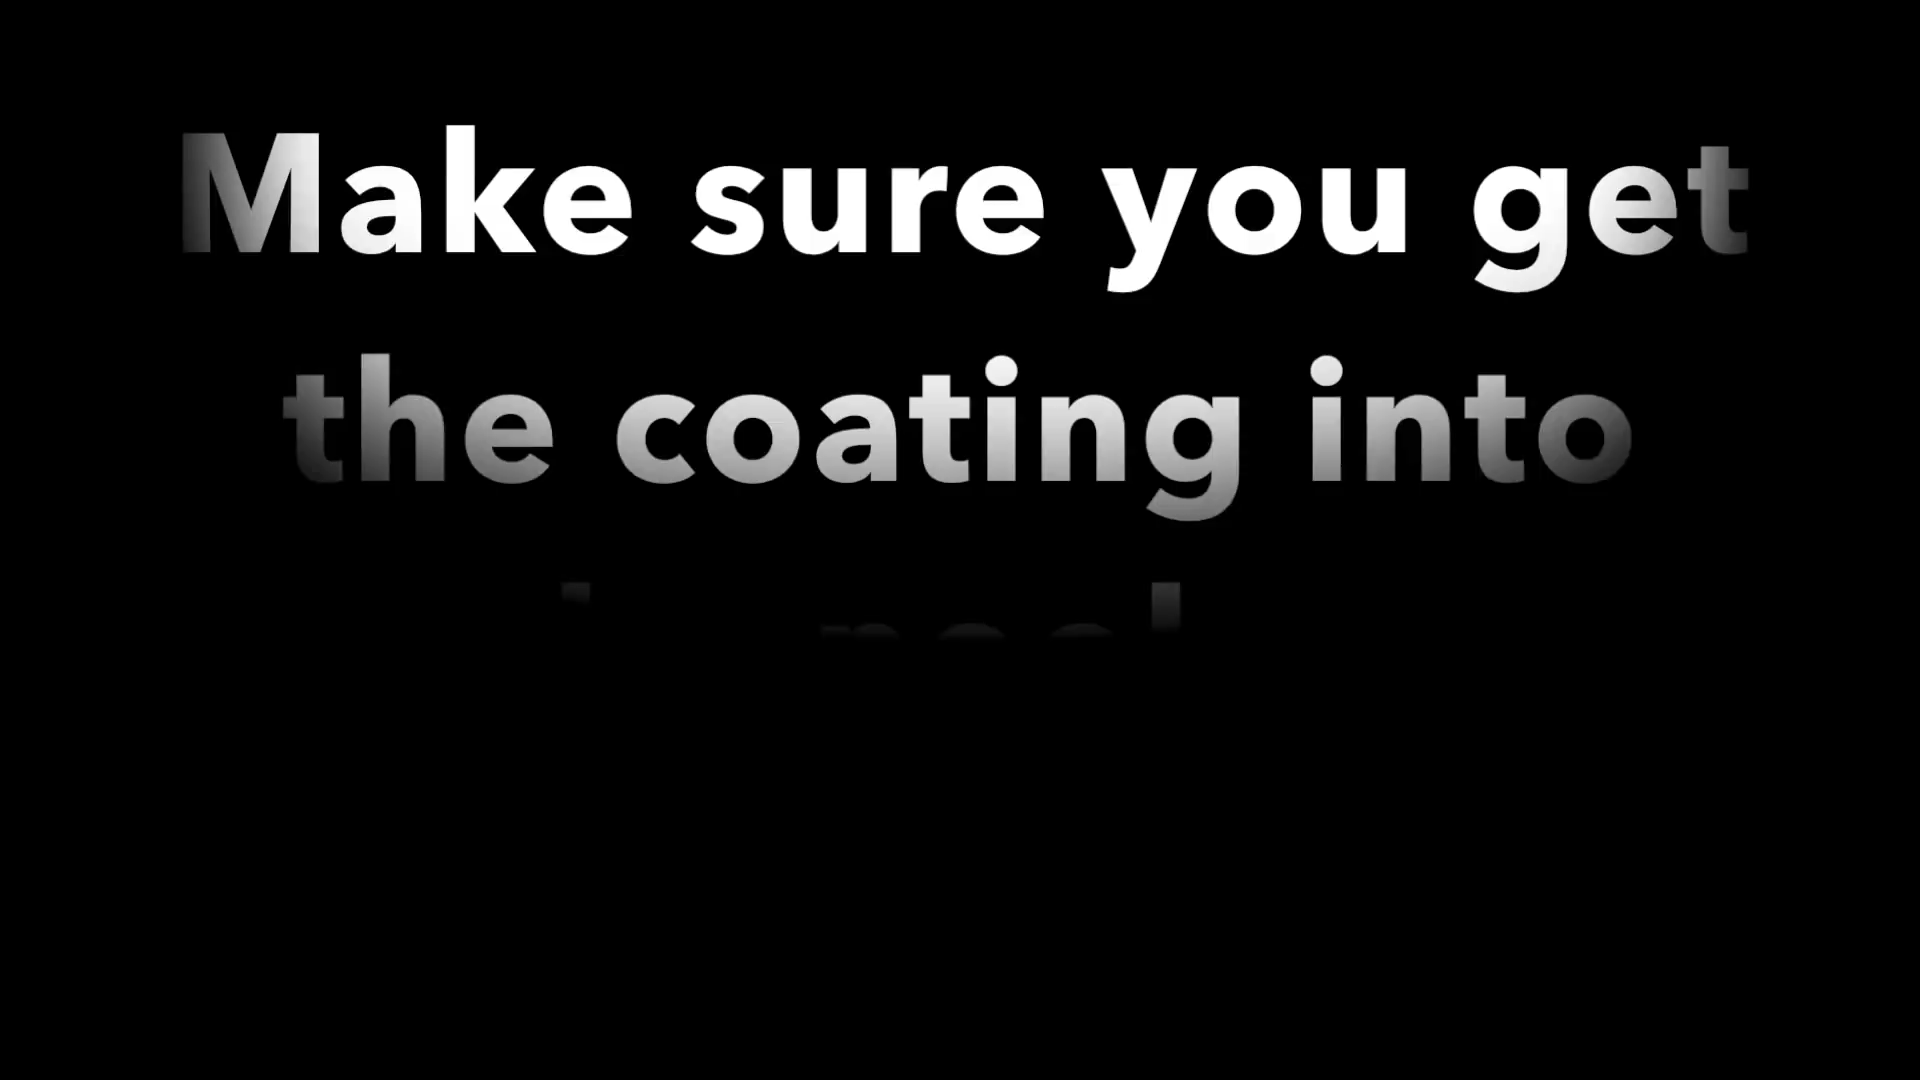 Make sure you get
the coating into